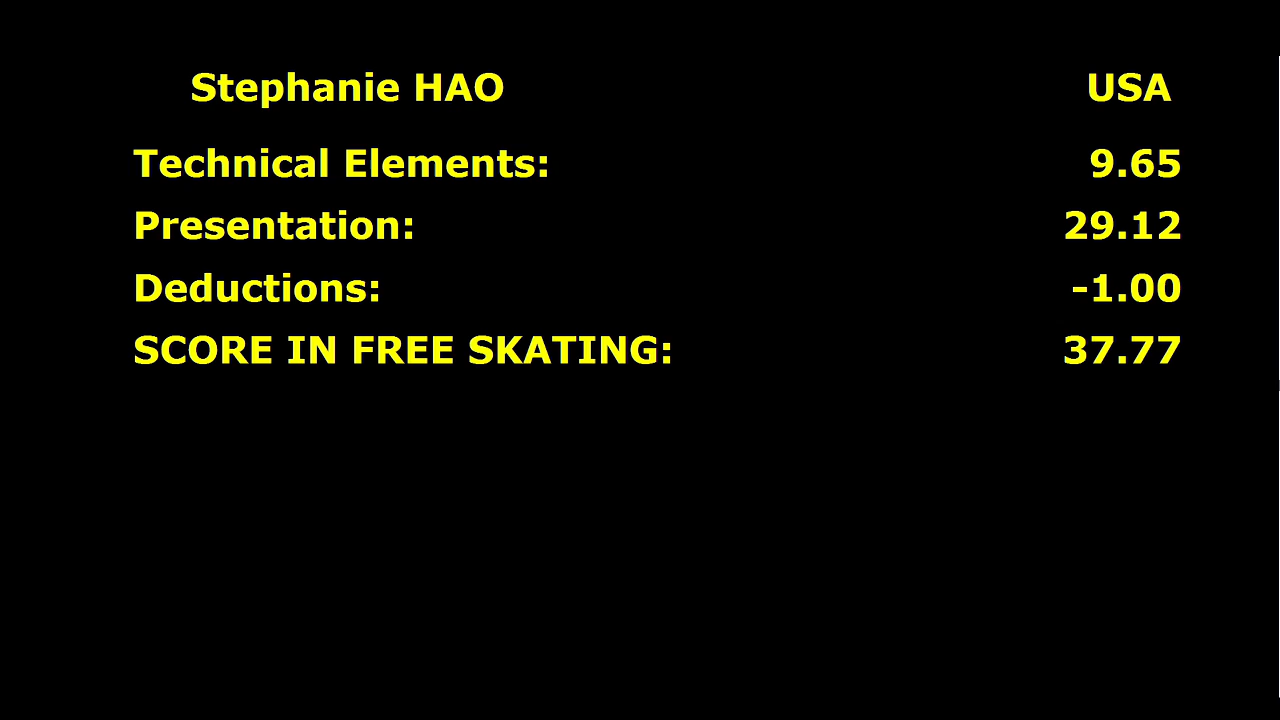 Stephanie HAO USA
Technical Elements: 9.65
Presentation: 29.12
Deductions: -1.00
SCORE IN FREE SKATING: 37.77